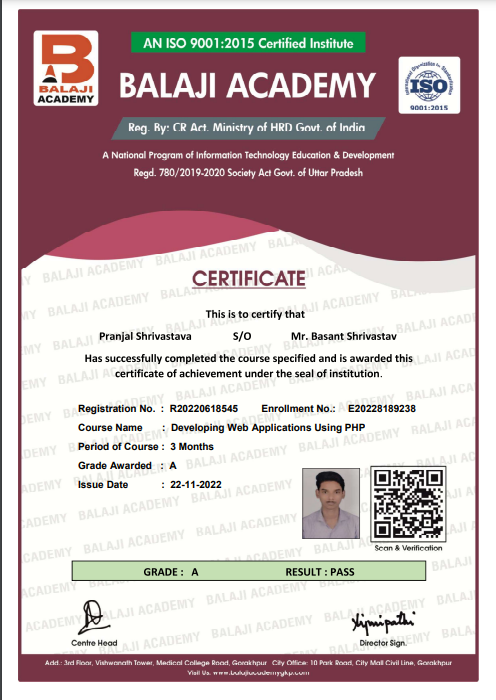 AN ISO 9001:2015 Certified Institute
BALAJI
ACADEMY
BALAJI ACADEMY
International Organization for Standardization
ISO
9001:2015
Reg. By: CR Act. Ministry of HRD Govt. of India
A National Program of Information Technology Education & Development
Regd. 780/2019-2020 Society Act Govt. of Uttar Pradesh
CERTIFICATE
This is to certify that
Pranjal Shrivastava S/O Mr. Basant Shrivastav
Has successfully completed the course specified and is awarded this
certificate of achievement under the seal of institution.
Registration No. : R20220618545 Enrollment No.: E20228189238
Course Name : Developing Web Applications Using PHP
Period of Course : 3 Months
Grade Awarded : A
Issue Date : 22-11-2022
Scan & Verification
GRADE : A RESULT : PASS
Centre Head
Director Sign.
Add.: 3rd Floor, Vishwanath Tower, Medical College Road, Gorakhpur City Office: 10 Park Road, City Mall Civil Line, Gorakhpur
Visit Us. www.balajiacademygkp.com